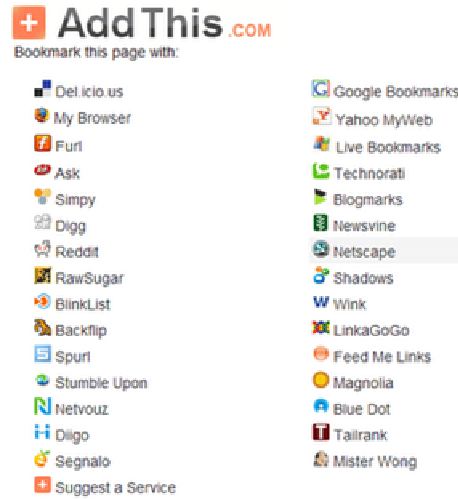 AddThis.COM
Bookmark this page with:
Del.icio.us
My Browser
Furl
Ask
Simpy
Digg
Reddit
RawSugar
BlinkList
Backflip
Spurl
Stumble Upon
Netvouz
Diigo
Segnalo
Suggest a Service
Google Bookmarks
Yahoo MyWeb
Live Bookmarks
Technorati
Blogmarks
Newsvine
Netscape
Shadows
Wink
LinkaGoGo
Feed Me Links
Magnolia
Blue Dot
Tailrank
Mister Wong